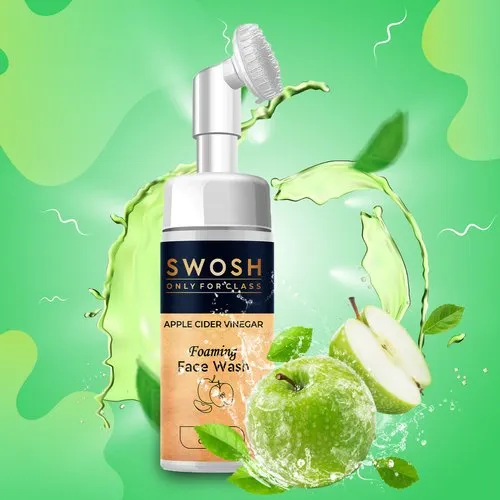 SWOSH
ONLY FOR CLASS
APPLE CIDER VINEGAR
Foaming
Face Wash